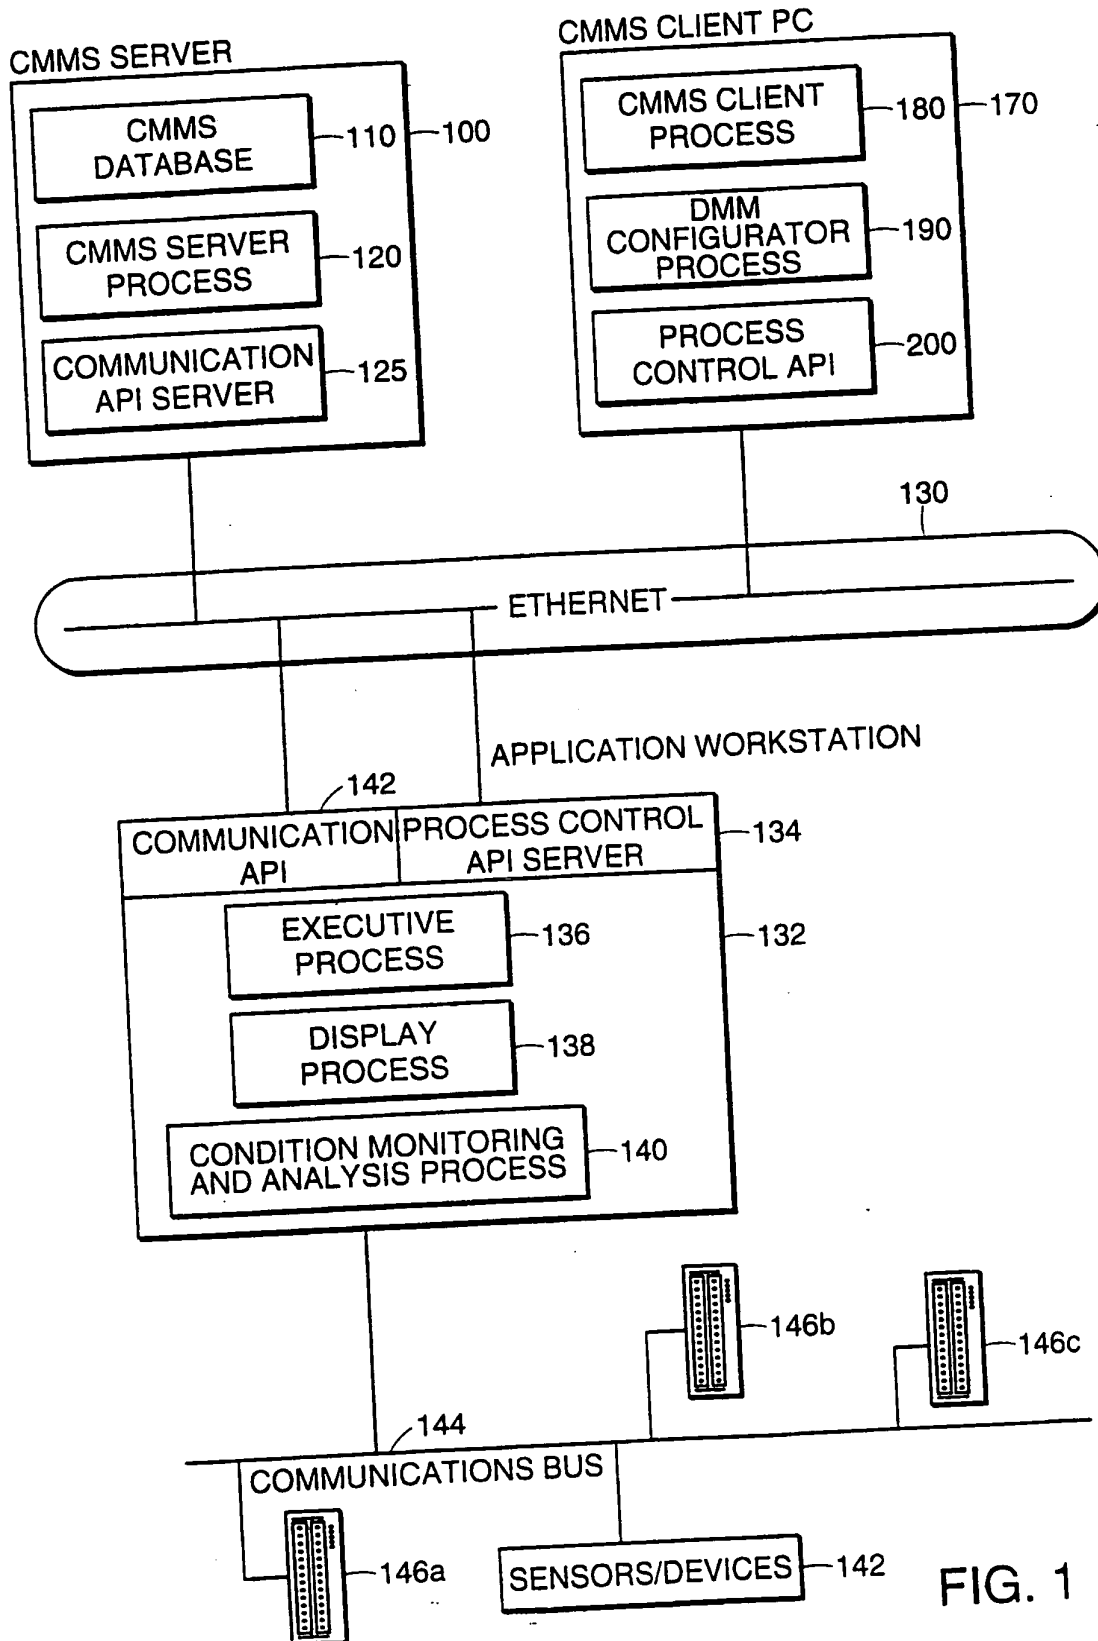 CMMS SERVER
CMMS
DATABASE
110
100
CMMS SERVER
PROCESS
120
COMMUNICATION
API SERVER
125
CMMS CLIENT PC
CMMS CLIENT
PROCESS
180
170
DMM
CONFIGURATOR
PROCESS
190
PROCESS
CONTROL API
200
130
ETHERNET
APPLICATION WORKSTATION
142
COMMUNICATION
API
PROCESS CONTROL
API SERVER
134
EXECUTIVE
PROCESS
136
132
DISPLAY
PROCESS
138
CONDITION MONITORING
AND ANALYSIS PROCESS
140
146b
146c
144
COMMUNICATIONS BUS
146a
SENSORS/DEVICES
142
FIG. 1